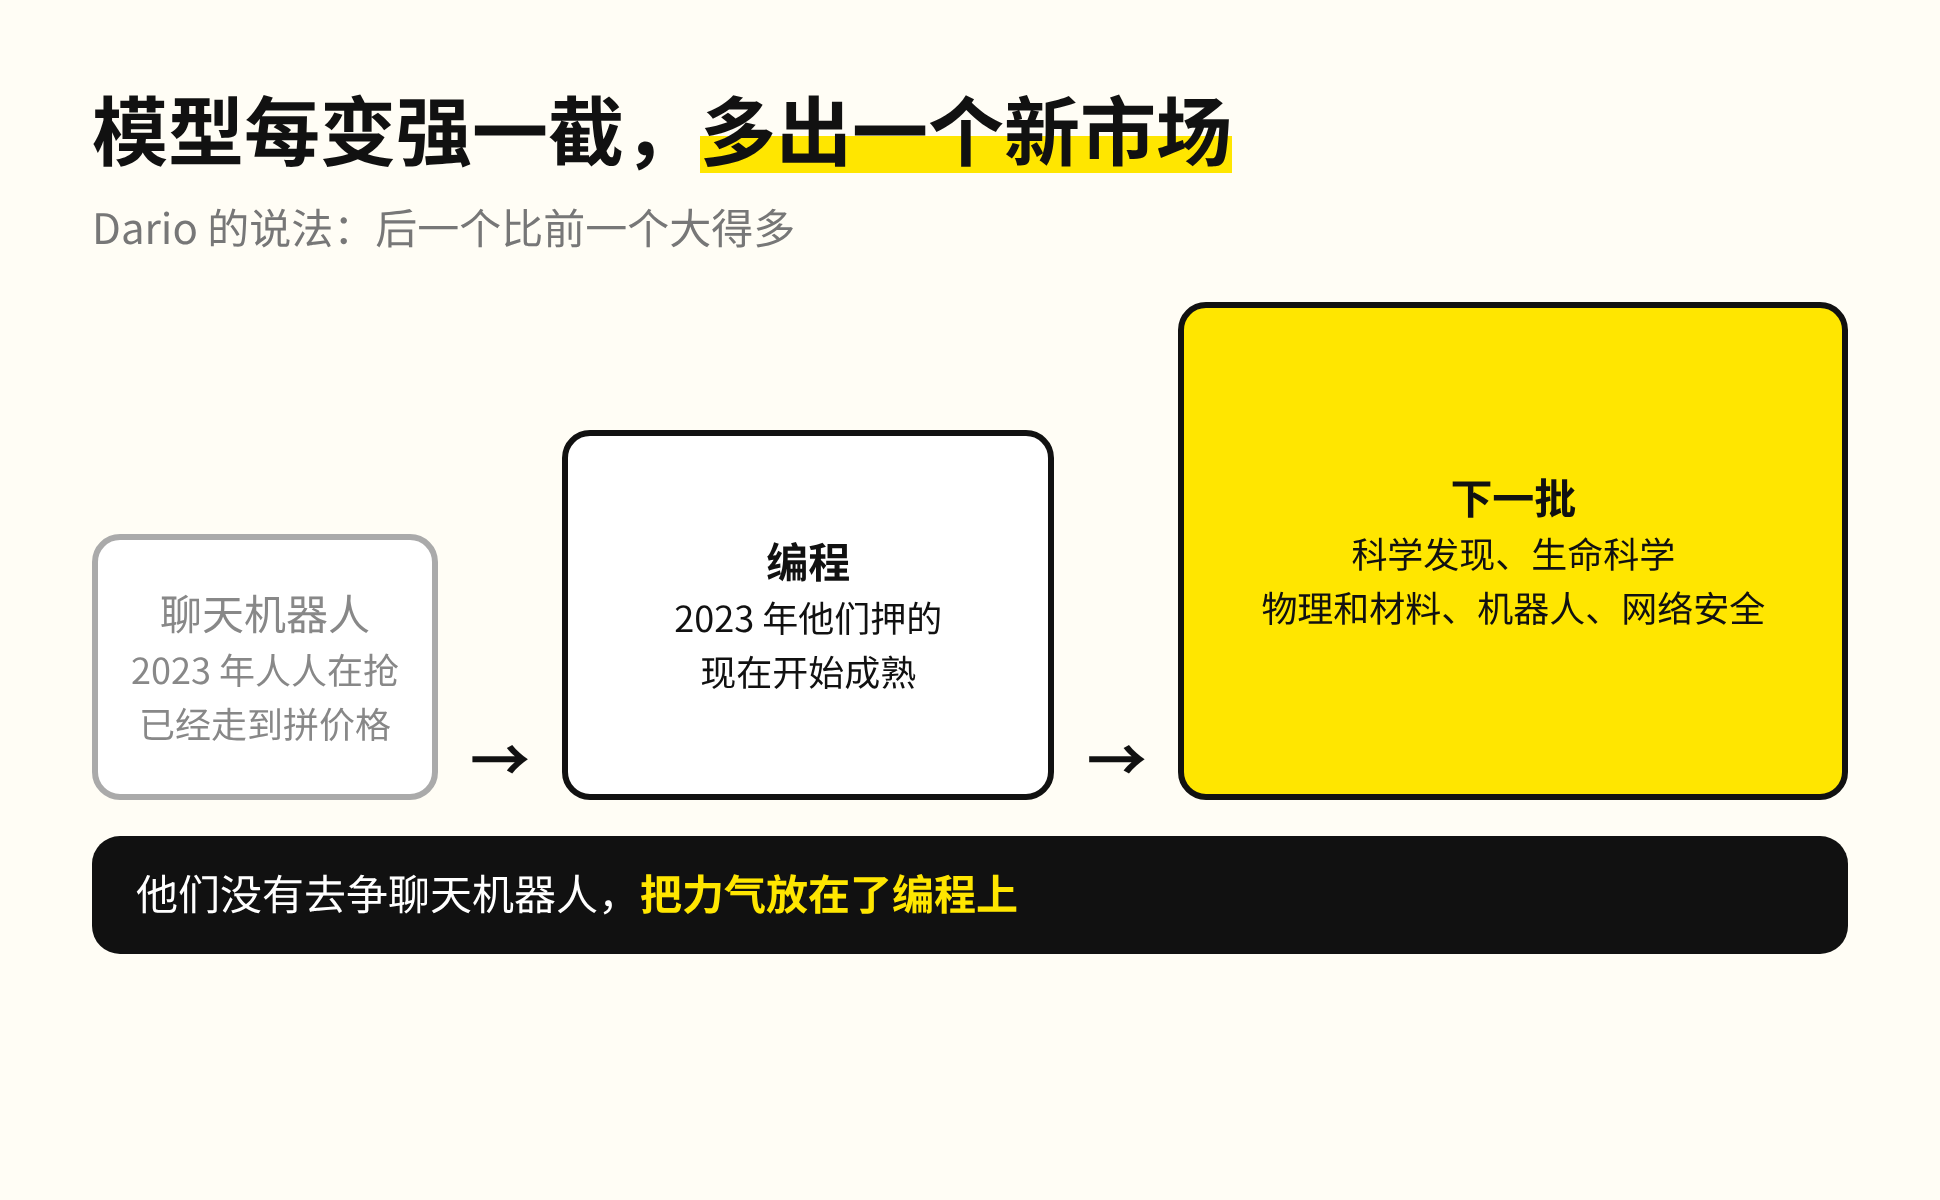 模型每变强一截，多出一个新市场
Dario 的说法：后一个比前一个大得多
聊天机器人
2023 年人人在抢
已经走到拼价格
→
编程
2023 年他们押的
现在开始成熟
→
下一批
科学发现、生命科学
物理和材料、机器人、网络安全
他们没有去争聊天机器人，把力气放在了编程上